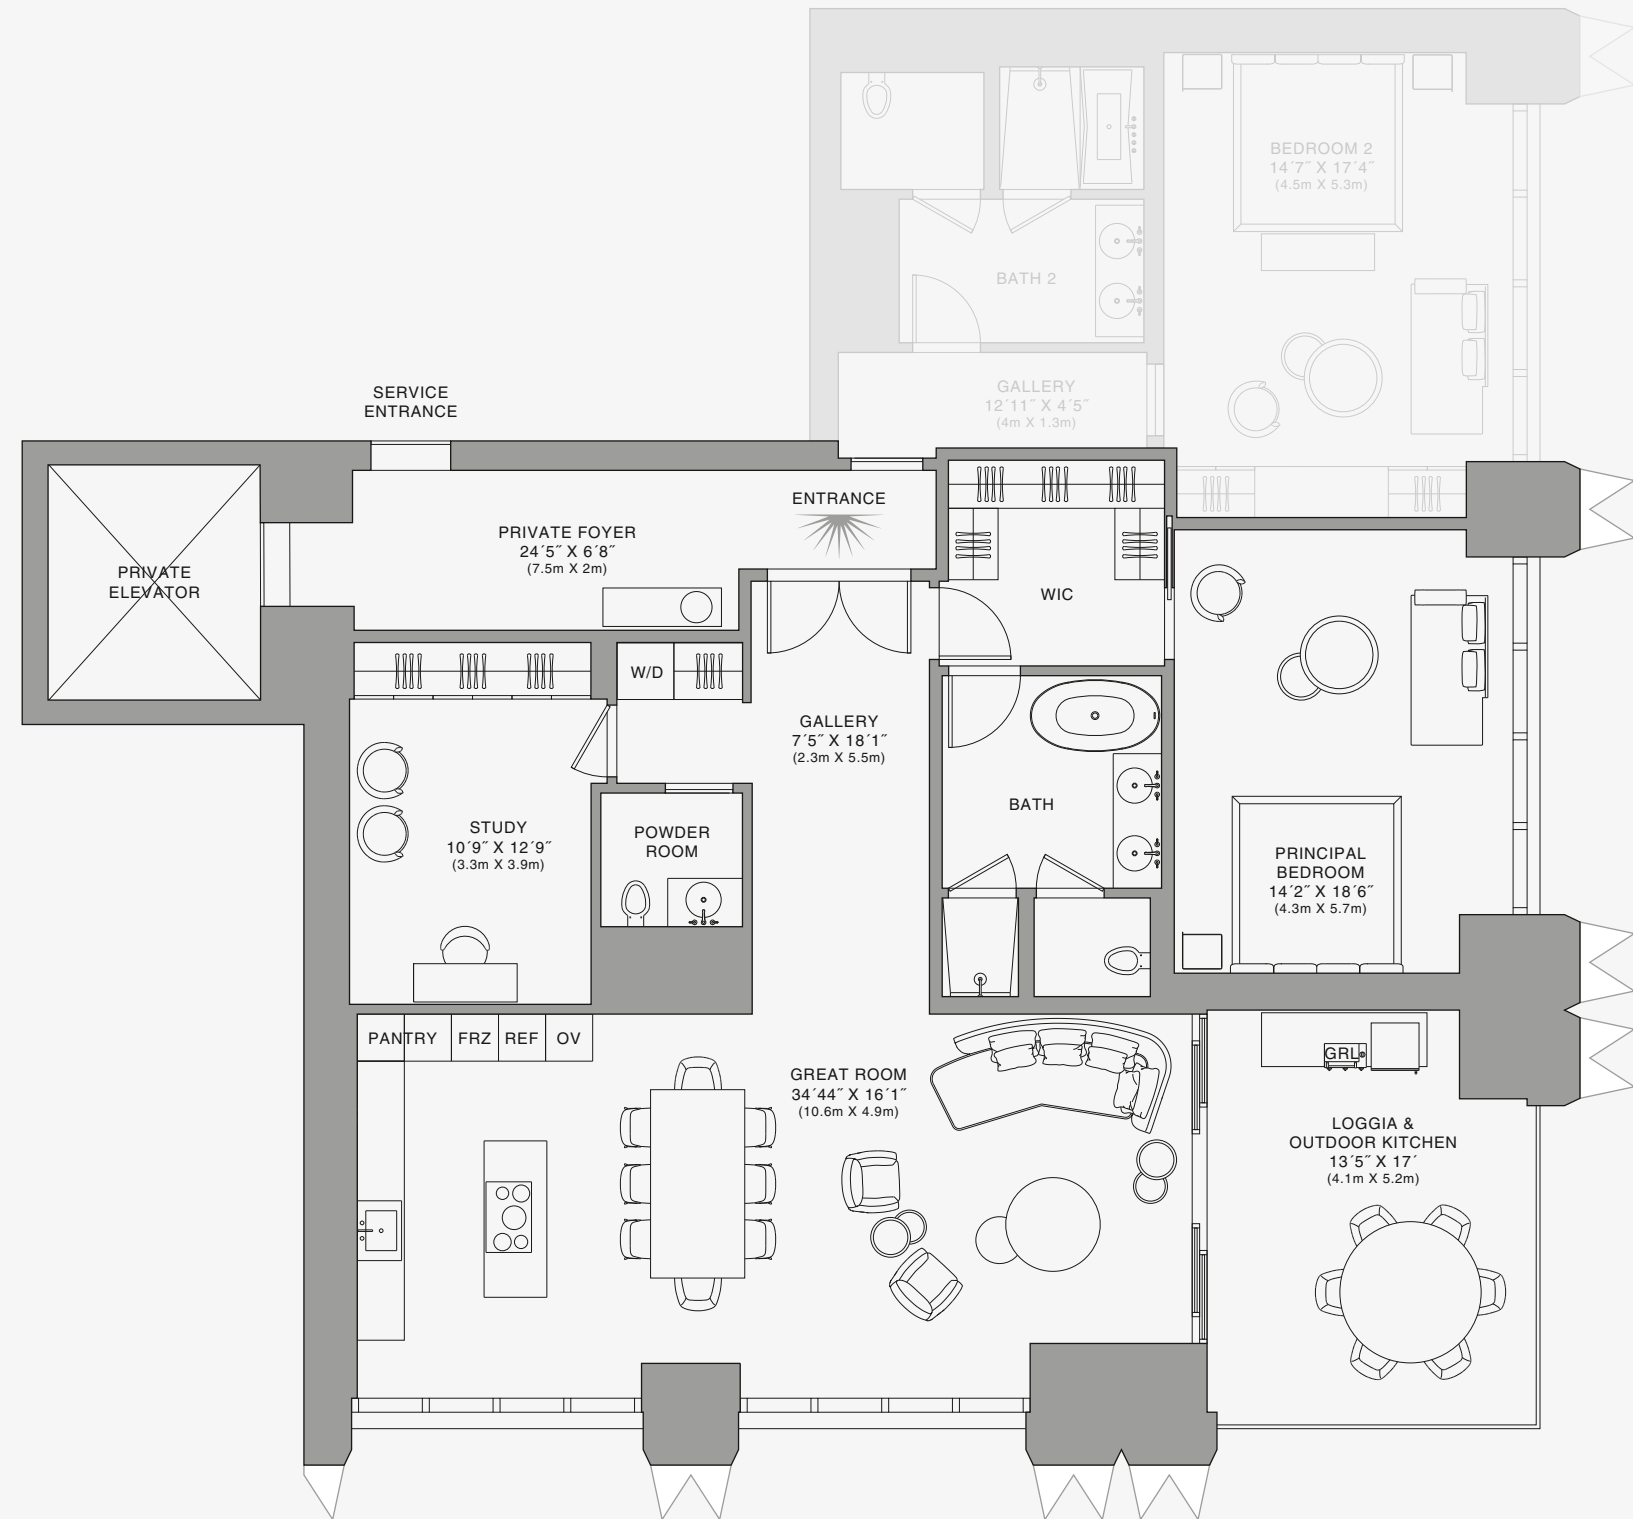 BEDROOM 2
14´7˝ X 17´4˝
(4.5m X 5.3m)
BATH 2
GALLERY
12´11˝ X 4´5˝
(4m X 1.3m)
SERVICE
ENTRANCE
ENTRANCE
PRIVATE FOYER
24´5˝ X 6´8˝
(7.5m X 2m)
PRIVATE
ELEVATOR
WIC
W/D
GALLERY
7´5˝ X 18´1˝
(2.3m X 5.5m)
BATH
STUDY
10´9˝ X 12´9˝
(3.3m X 3.9m)
POWDER
ROOM
PRINCIPAL
BEDROOM
14´2˝ X 18´6˝
(4.3m X 5.7m)
PANTRY
FRZ
REF
OV
GREAT ROOM
34´44˝ X 16´1˝
(10.6m X 4.9m)
GRL
LOGGIA &
OUTDOOR KITCHEN
13´5˝ X 17´
(4.1m X 5.2m)